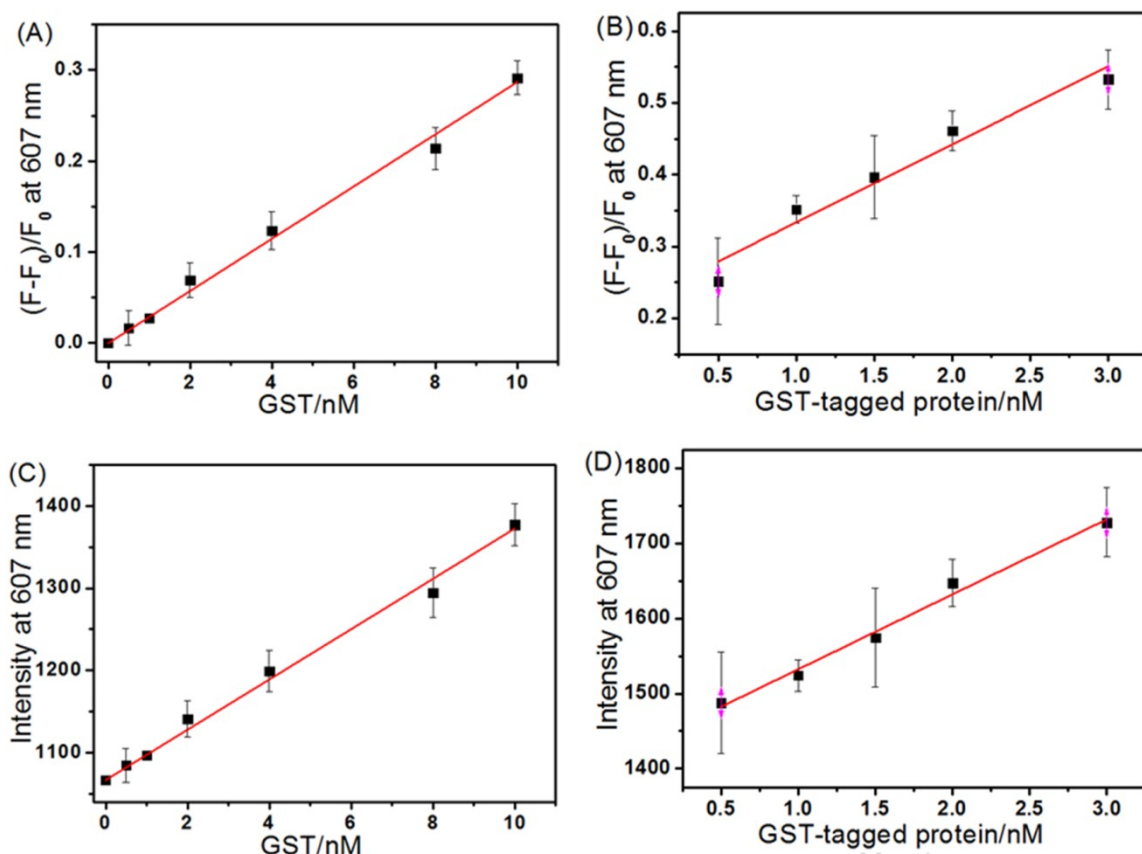 (A)
(F-F0)/F0 at 607 nm
0.3
0.2
0.1
0.0
0 2 4 6 8 10
GST/nM
(B)
(F-F0)/F0 at 607 nm
0.6
0.5
0.4
0.3
0.2
0.5 1.0 1.5 2.0 2.5 3.0
GST-tagged protein/nM
(C)
Intensity at 607 nm
1400
1300
1200
1100
0 2 4 6 8 10
GST/nM
(D)
Intensity at 607 nm
1800
1700
1600
1500
1400
0.5 1.0 1.5 2.0 2.5 3.0
GST-tagged protein/nM